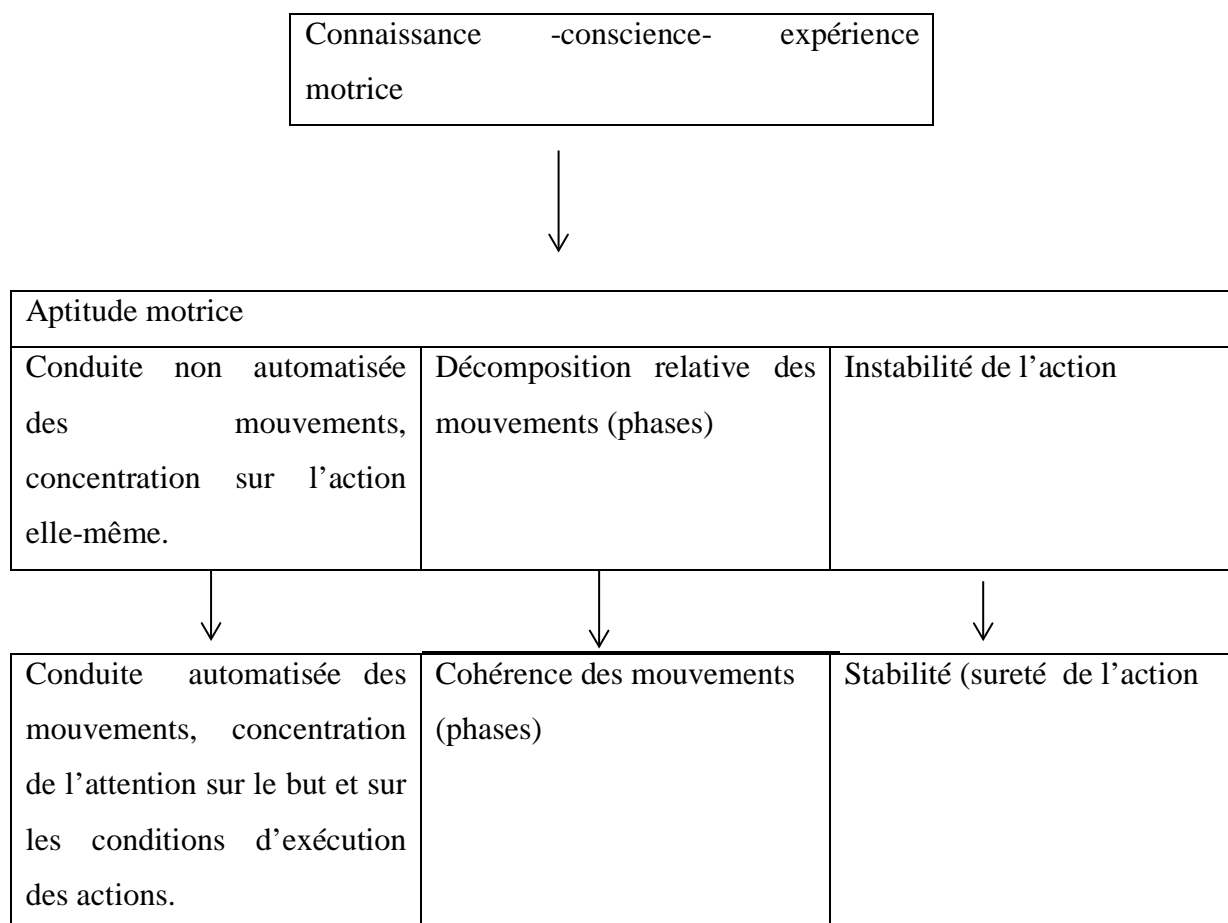 Connaissance -conscience- expérience
motrice
Aptitude motrice
Conduite non automatisée
des mouvements,
concentration sur l’action
elle-même.
Décomposition relative des
mouvements (phases)
Instabilité de l’action
Conduite automatisée des
mouvements, concentration
de l’attention sur le but et sur
les conditions d’exécution
des actions.
Cohérence des mouvements
(phases)
Stabilité (sureté de l’action